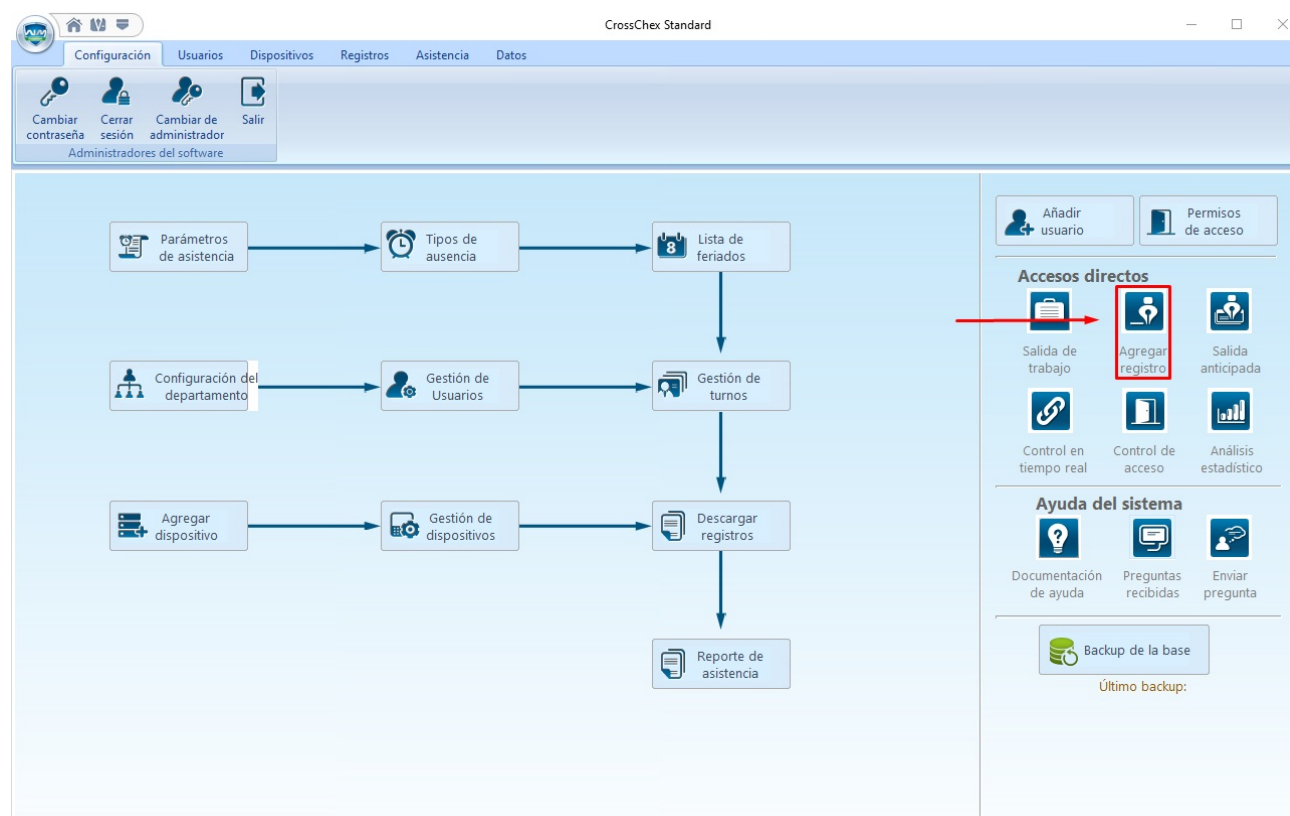 CrossChex Standard
Configuración Usuarios Dispositivos Registros Asistencia Datos
Cambiar
contraseña
Cerrar
sesión
Cambiar de
administrador
Salir
Administradores del software
Parámetros
de asistencia
Tipos de
ausencia
8
Lista de
feriados
Configuración del
departamento
Gestión de
Usuarios
Gestión de
turnos
Agregar
dispositivo
Gestión de
dispositivos
Descargar
registros
Reporte de
asistencia
Añadir
usuario
Permisos
de acceso
Accesos directos
Salida de
trabajo
Agregar
registro
Salida
anticipada
Control en
tiempo real
Control de
acceso
Análisis
estadístico
Ayuda del sistema
Documentación
de ayuda
Preguntas
recibidas
Enviar
pregunta
Backup de la base
Último backup: